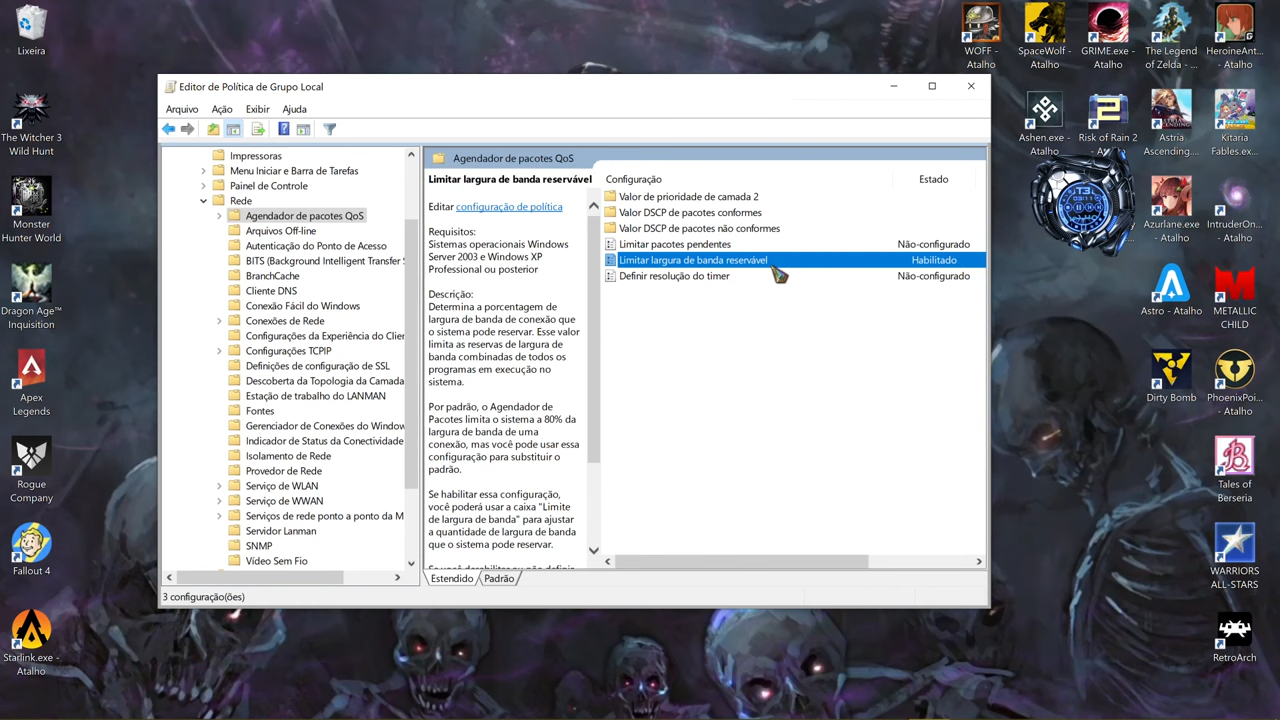 Lixeira
The Witcher 3
Wild Hunt
Monster
Hunter World
Dragon Age™
Inquisition
Apex
Legends
Rogue
Company
Fallout 4
Starlink.exe -
Atalho
Editor de Política de Grupo Local
Arquivo Ação Exibir Ajuda
Impressoras
Menu Iniciar e Barra de Tarefas
Painel de Controle
Rede
Agendador de pacotes QoS
Arquivos Off-line
Autenticação do Ponto de Acesso
BITS (Background Intelligent Transfer
BranchCache
Cliente DNS
Conexão Fácil do Windows
Conexões de Rede
Configurações da Experiência do Clien
Configurações TCPIP
Definições de configuração de SSL
Descoberta da Topologia da Camada
Estação de trabalho do LANMAN
Fontes
Gerenciador de Conexões do Window
Indicador de Status da Conectividade
Isolamento de Rede
Provedor de Rede
Serviço de WLAN
Serviço de WWAN
Serviços de rede ponto a ponto da M
Servidor Lanman
SNMP
Vídeo Sem Fio
Agendador de pacotes QoS
Limitar largura de banda reservável
Editar configuração de política
Requisitos:
Sistemas operacionais Windows
Server 2003 e Windows XP
Professional ou posterior
Descrição:
Determina a porcentagem de
largura de banda de conexão que
o sistema pode reservar. Esse valor
limita as reservas de largura de
banda combinadas de todos os
programas em execução no
sistema.
Por padrão, o Agendador de
Pacotes limita o sistema a 80% da
largura de banda de uma
conexão, mas você pode usar essa
configuração para substituir o
padrão.
Se habilitar essa configuração,
você poderá usar a caixa "Limite
de largura de banda" para ajustar
a quantidade de largura de banda
que o sistema pode reservar.
Configuração Estado
Valor de prioridade de camada 2
Valor DSCP de pacotes conformes
Valor DSCP de pacotes não conformes
Limitar pacotes pendentes Não-configurado
Limitar largura de banda reservável Habilitado
Definir resolução do timer Não-configurado
Estendido Padrão
3 configuração(ões)
WOFF -
Atalho
SpaceWolf -
Atalho
GRIME.exe -
Atalho
The Legend
of Zelda - ...
HeroineAnt...
- Atalho
Ashen.exe -
Atalho
Risk of Rain 2
Astria
Ascending....
Kitaria
Fables.ex...
Azurlane.exe
- Atalho
IntruderOn...
- Atalho
Astro - Atalho
METALLIC
CHILD
Dirty Bomb
PhoenixPoi...
- Atalho
Tales of
Berseria
WARRIORS
ALL-STARS
RetroArch